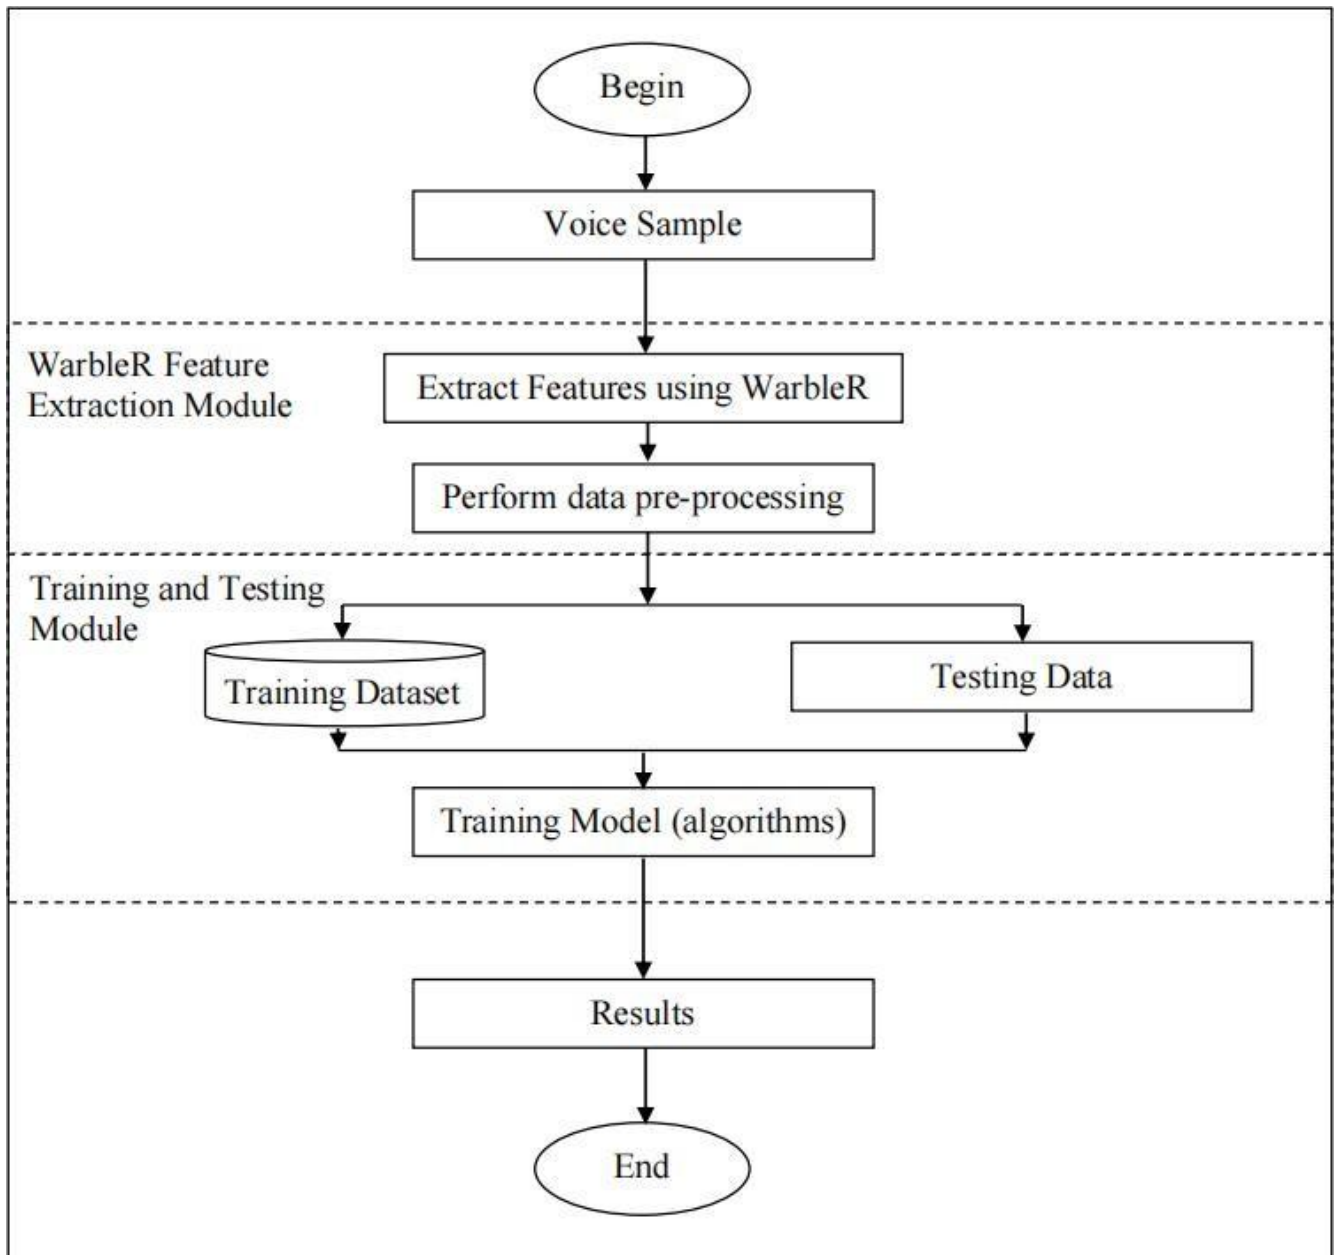 Begin
Voice Sample
WarbleR Feature
Extraction Module
Extract Features using WarbleR
Perform data pre-processing
Training and Testing
Module
Training Dataset
Testing Data
Training Model (algorithms)
Results
End